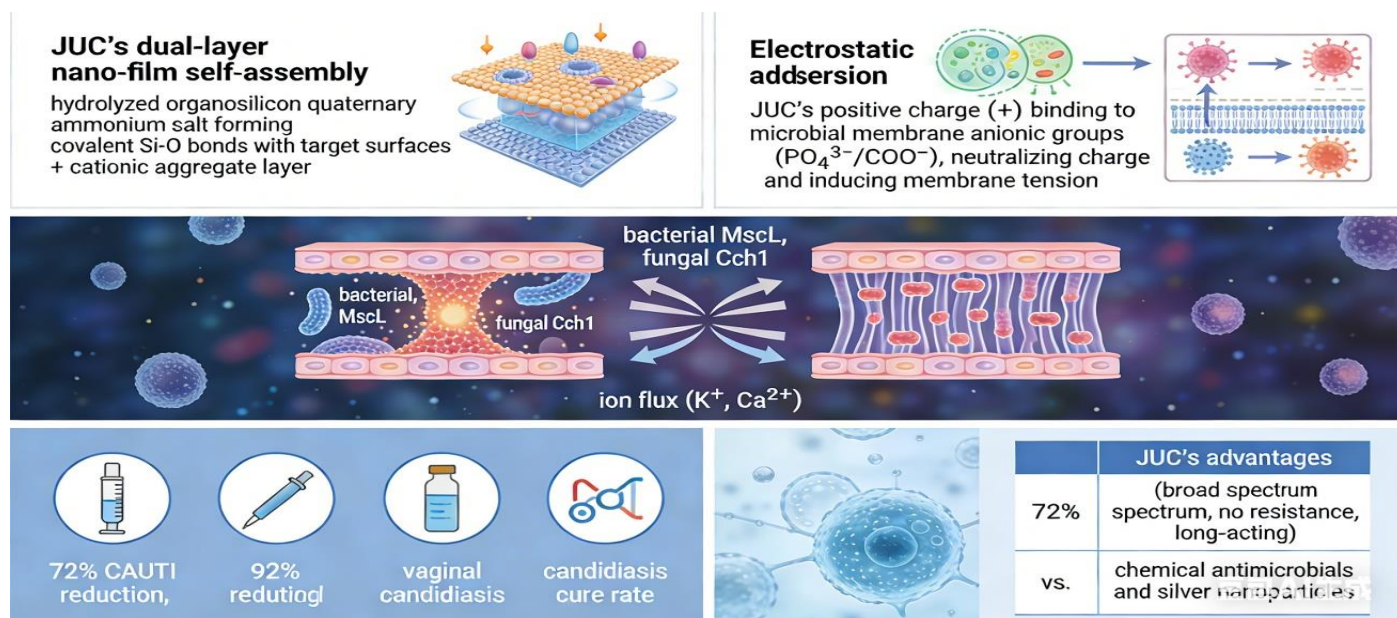 JUC's dual-layer
nano-film self-assembly
hydrolyzed organosilicon quaternary
ammonium salt forming
covalent Si-O bonds with target surfaces
+ cationic aggregate layer
Electrostatic
addsersion
JUC's positive charge (+) binding to
microbial membrane anionic groups
(PO₄³⁻/COO⁻), neutralizing charge
and inducing membrane tension
bacterial MscL,
fungal Cch1
bacterial,
MscL
fungal Cch1
ion flux (K⁺, Ca²⁺)
72% CAUTI
reduction,
92%
vaginal
candidiasis
candidiasis
cure rate
JUC's advantages
72%
(broad spectrum
spectrum, no resistance,
long-acting)
vs.
chemical antimicrobials
and silver nanoparticles